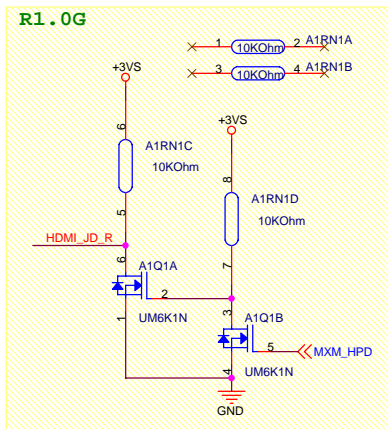 R1.0G
1 10KOhm 2 A1RN1A
3 10KOhm 4 A1RN1B
+3VS
+3VS
6
A1RN1C
10KOhm
5
8
A1RN1D
10KOhm
7
HDMI_JD_R
6
A1Q1A
2
1
UM6K1N
3
A1Q1B
5
MXM_HPD
4
UM6K1N
GND